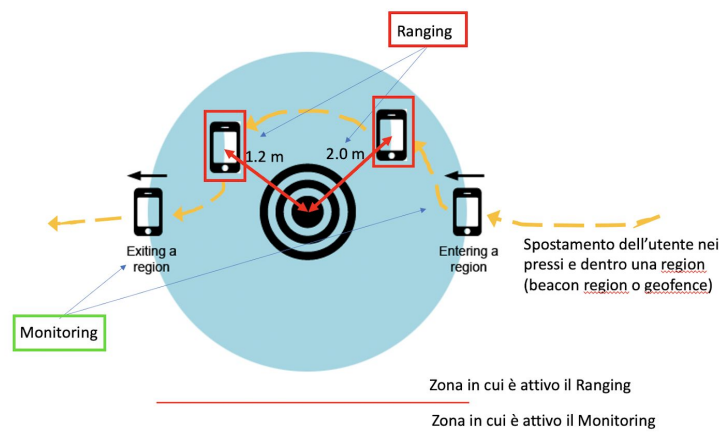 Ranging
1.2 m
2.0 m
Exiting a
region
Entering a
region
Spostamento dell'utente nei
pressi e dentro una region
(beacon region o geofence)
Monitoring
Zona in cui è attivo il Ranging
Zona in cui è attivo il Monitoring